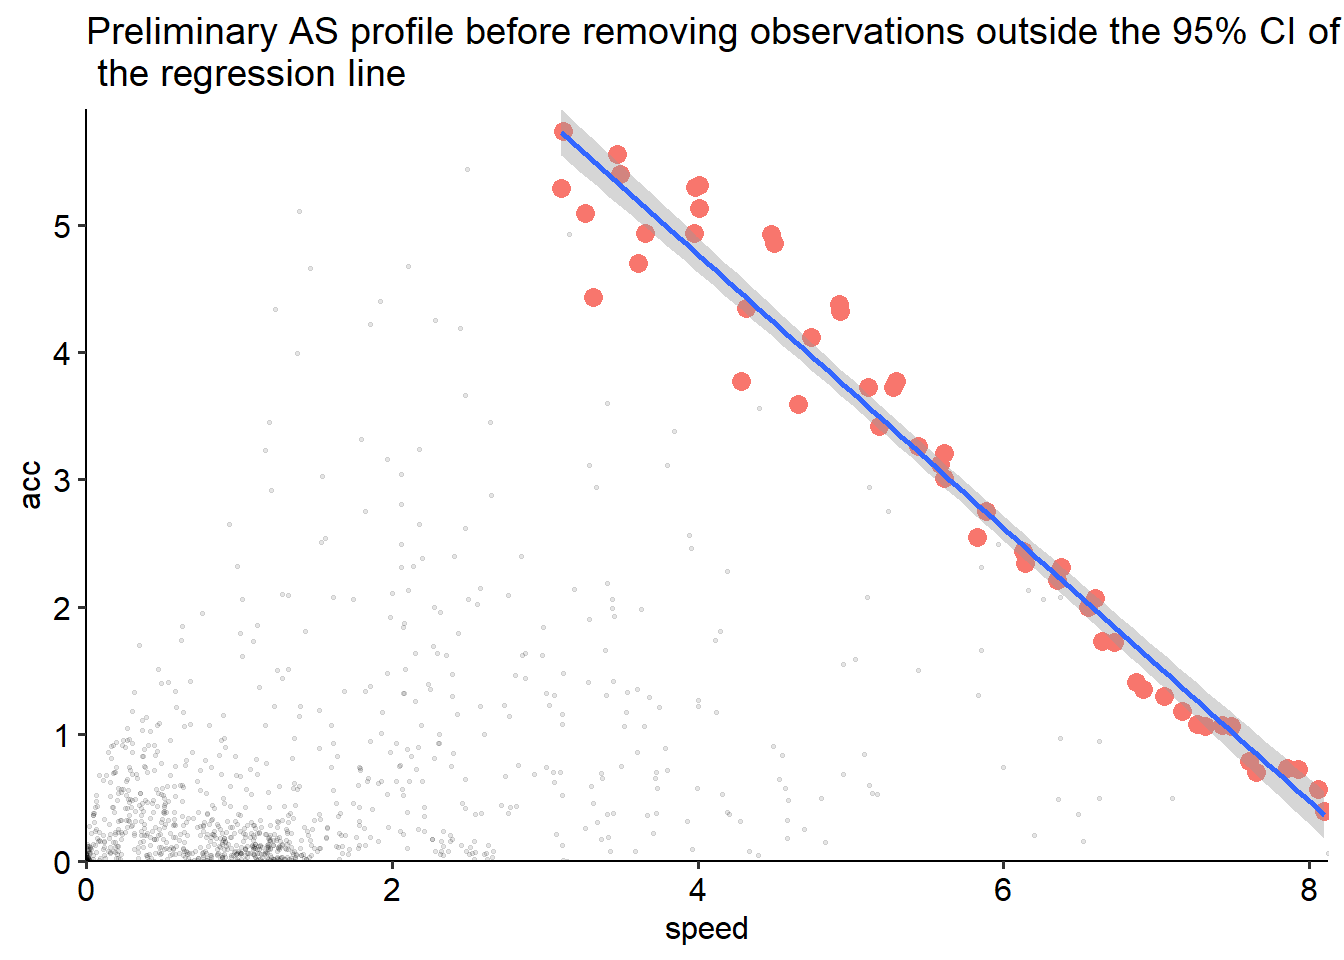 Preliminary AS profile before removing observations outside the 95% CI of
the regression line
5
4
3
2
1
0
acc
0 2 4 6 8
speed